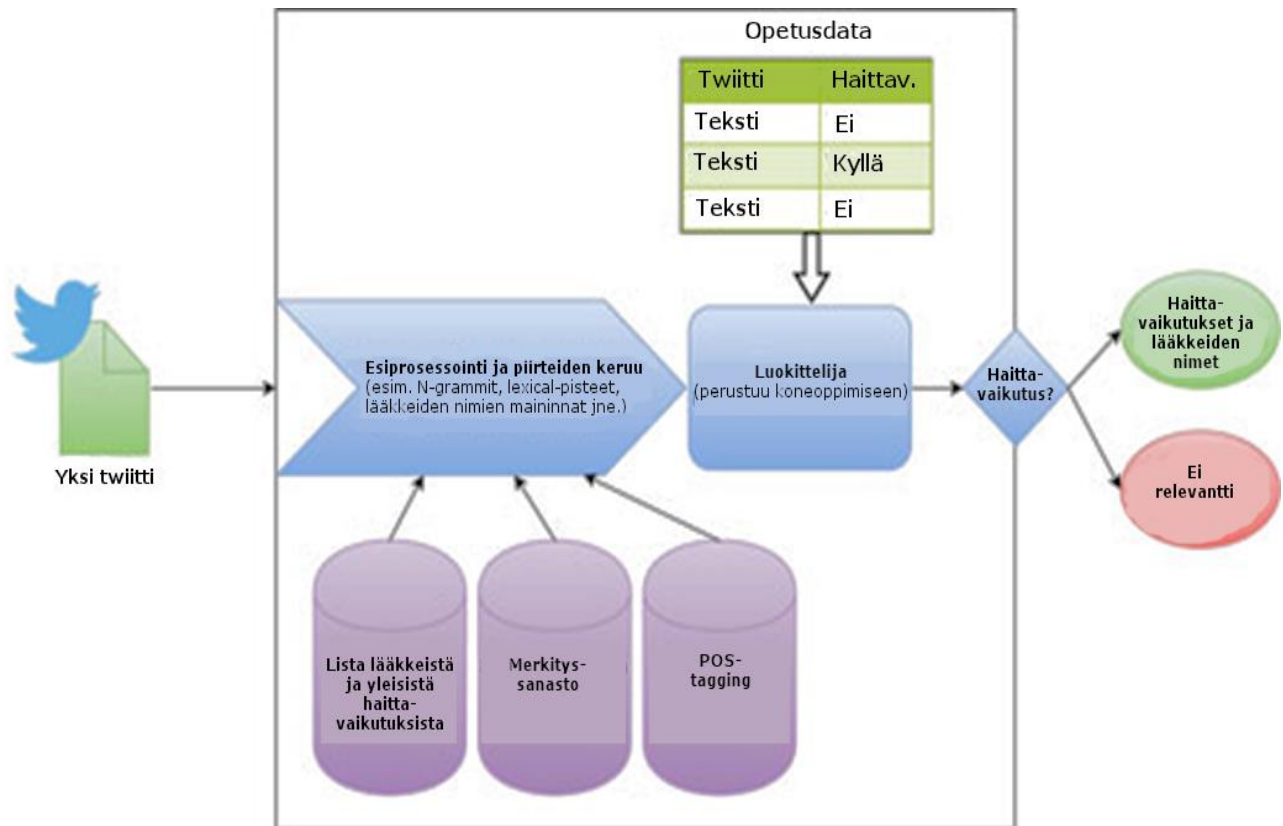 Opetusdata
Twiitti Haittav.
Teksti Ei
Teksti Kyllä
Teksti Ei
Yksi twiitti
Esiprosessointi ja piirteiden keruu
(esim. N-grammit, lexical-pisteet,
lääkkeiden nimien maininnat jne.)
Luokittelija
(perustuu koneoppimiseen)
Haitta-
vaikutus?
Haitta-
vaikutukset ja
lääkkeiden
nimet
Ei
relevantti
Lista lääkkeistä
ja yleisistä
haitta-
vaikutuksista
Merkitys-
sanasto
POS-
tagging